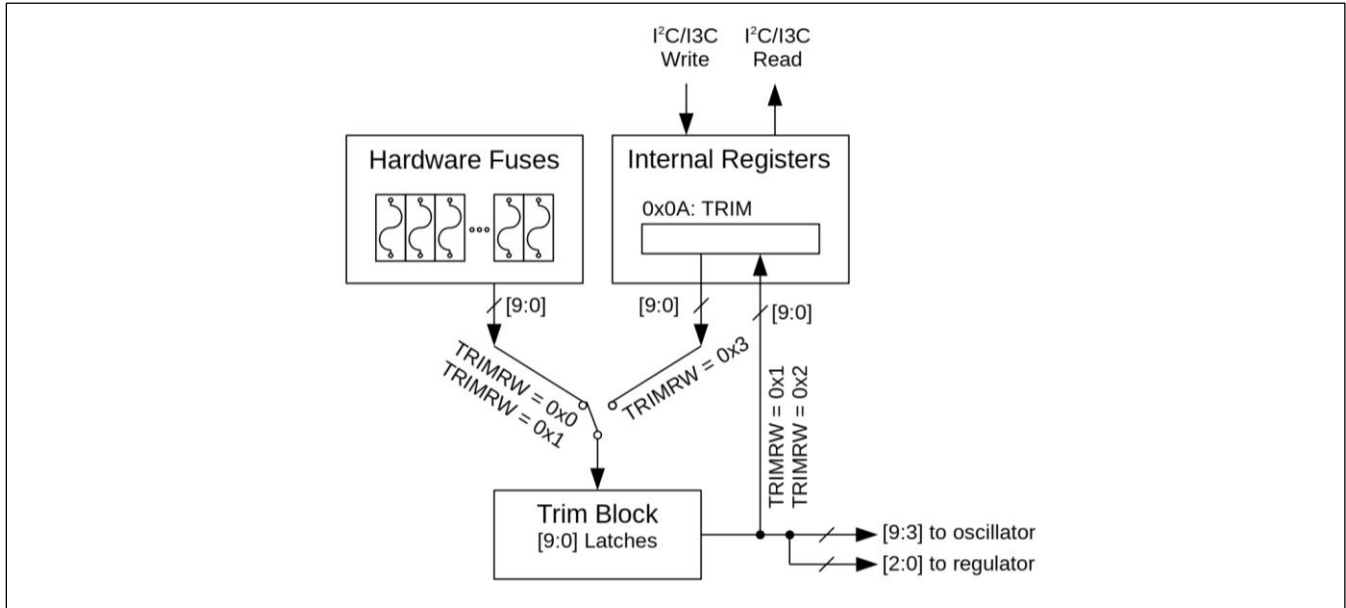 I²C/I3C
Write
I²C/I3C
Read
Hardware Fuses
Internal Registers
0x0A: TRIM
[9:0]
[9:0]
[9:0]
TRIMRW = 0x0
TRIMRW = 0x1
TRIMRW = 0x3
TRIMRW = 0x1
TRIMRW = 0x2
Trim Block
[9:0] Latches
[9:3] to oscillator
[2:0] to regulator